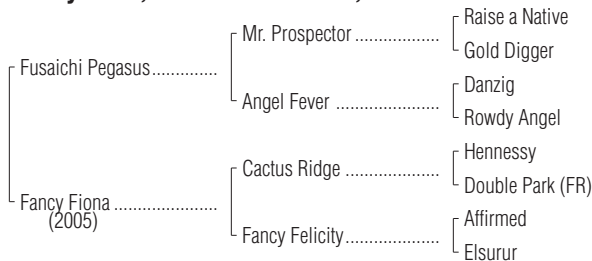 Raise a Native
Mr. Prospector ..................
Gold Digger
Fusaichi Pegasus..............
Danzig
Angel Fever ......................
Rowdy Angel
Hennessy
Cactus Ridge ....................
Double Park (FR)
Fancy Fiona ......................
(2005)
Affirmed
Fancy Felicity....................
Elsurur